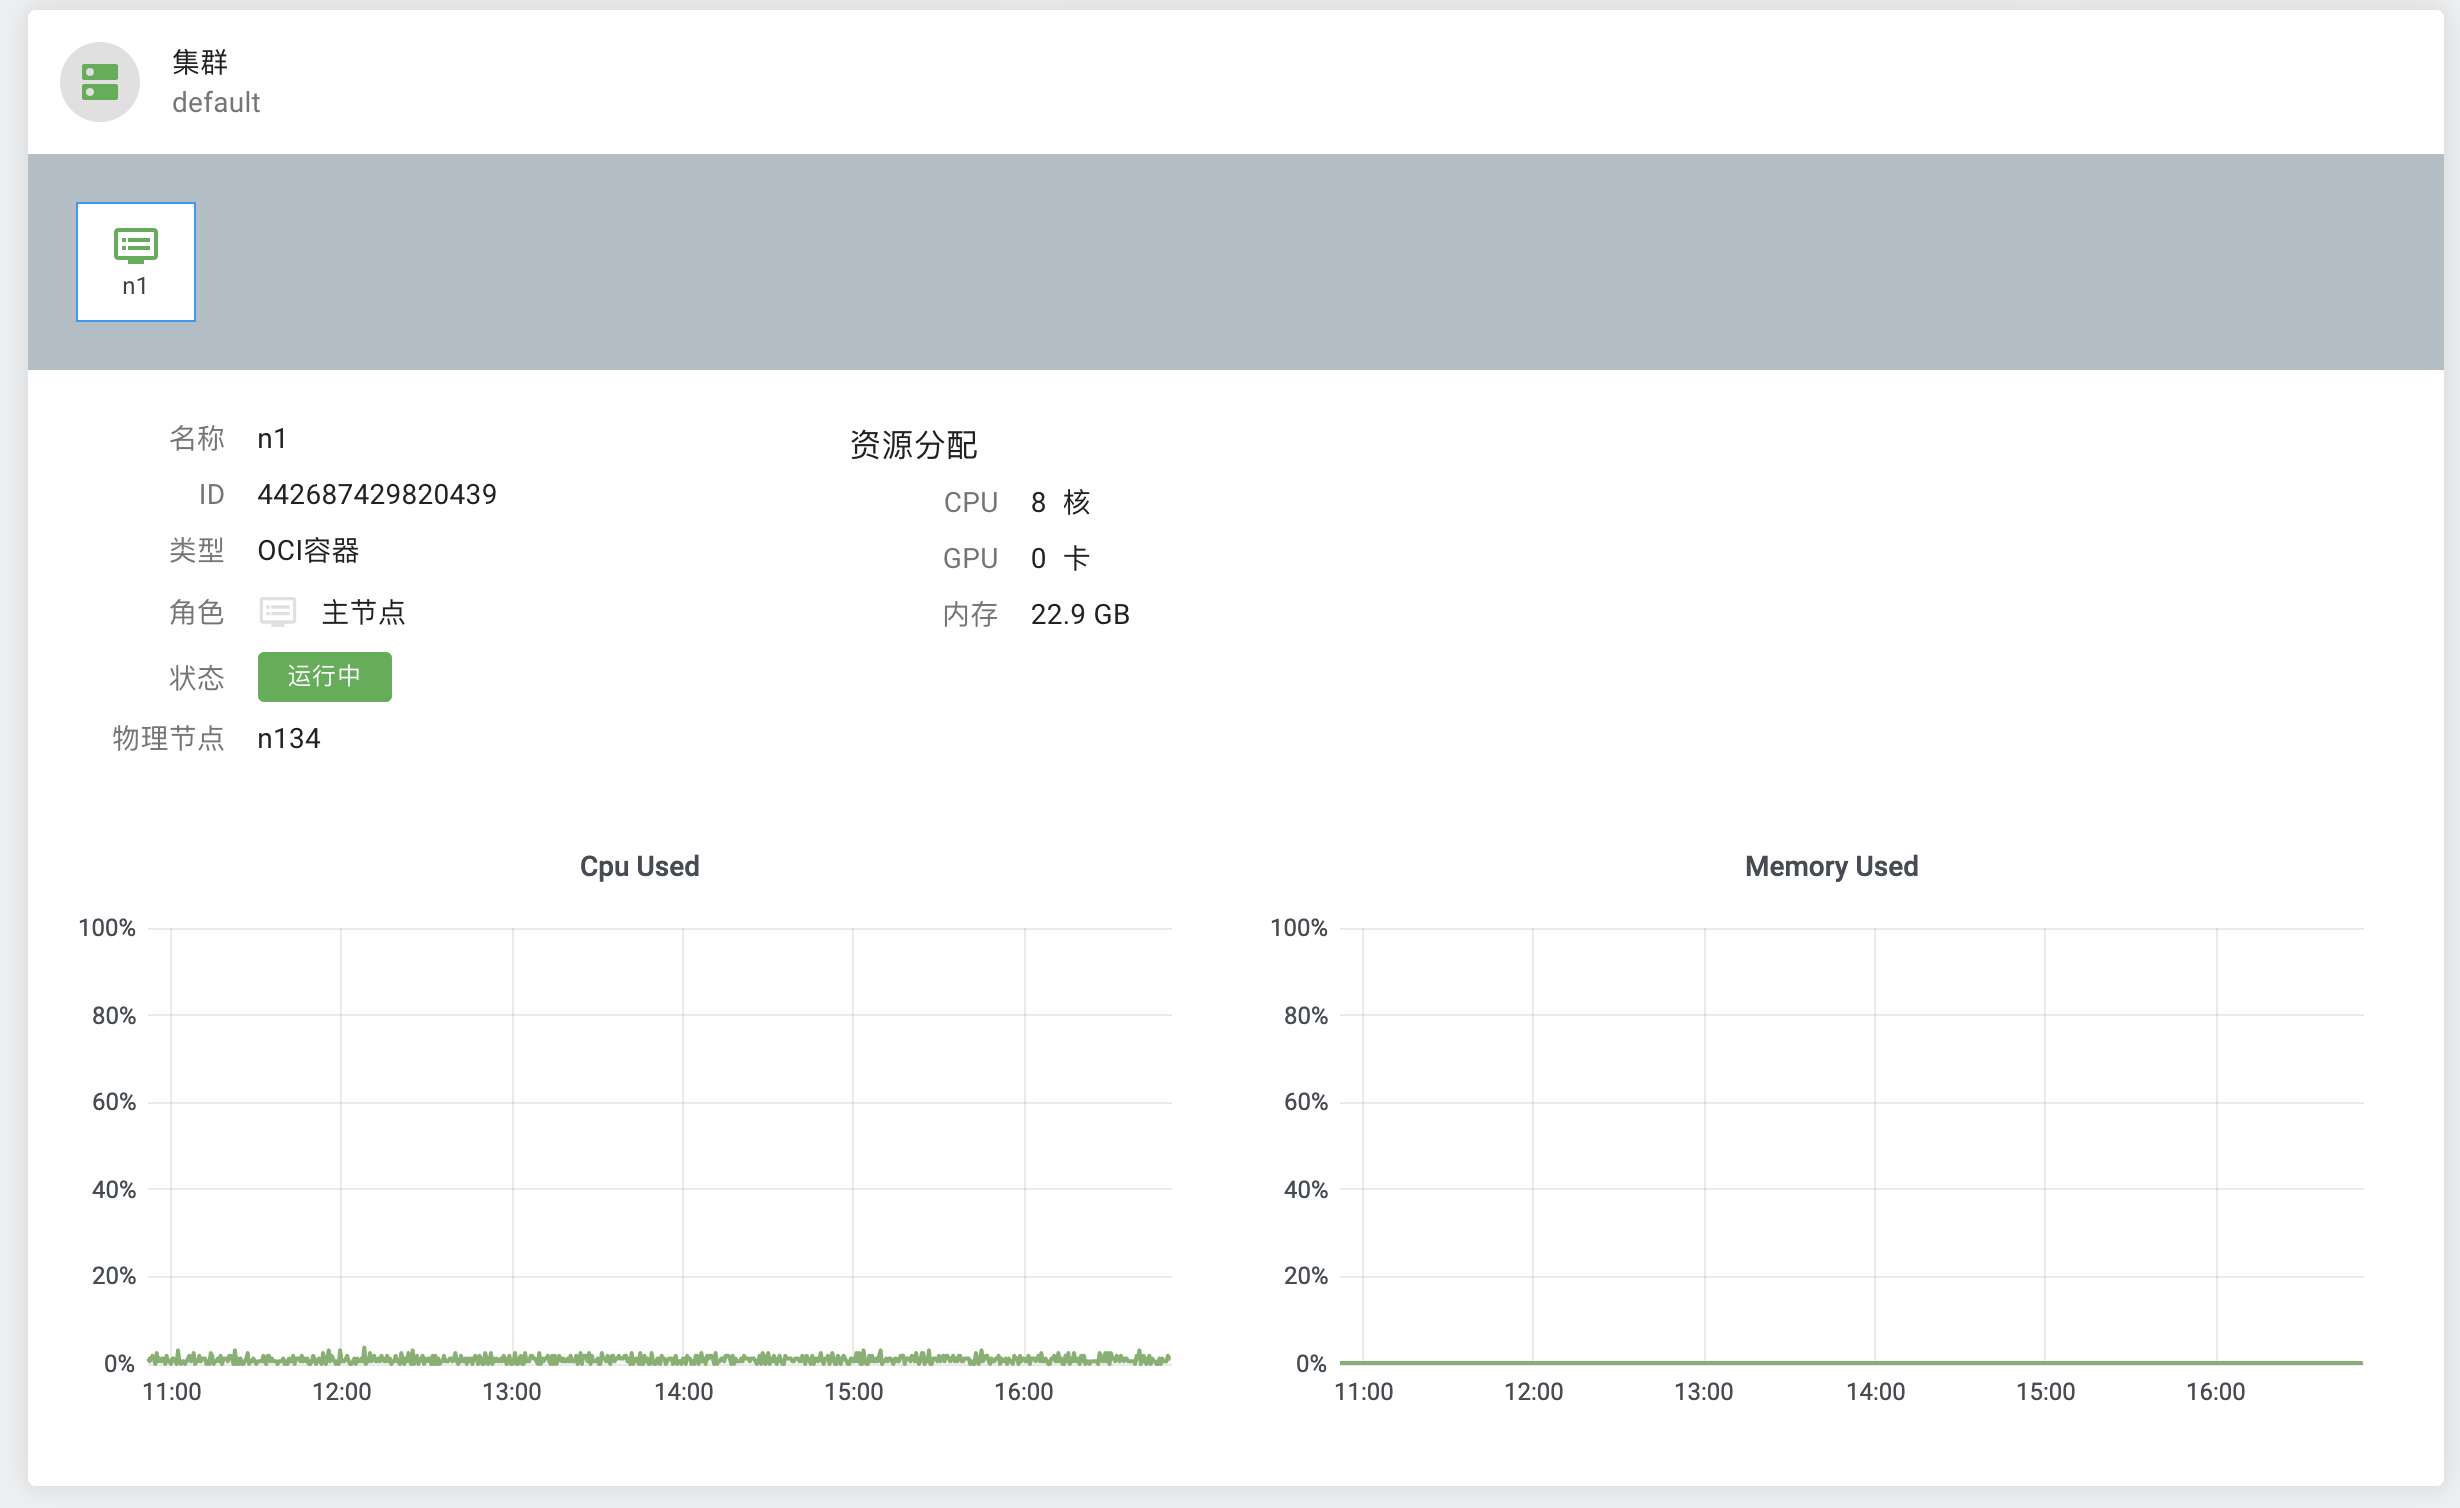 集群
default
n1
名称 n1
ID 442687429820439
类型 OCI容器
角色 主节点
状态 运行中
物理节点 n134
资源分配
CPU 8 核
GPU 0 卡
内存 22.9 GB
Cpu Used
100%
80%
60%
40%
20%
0%
11:00 12:00 13:00 14:00 15:00 16:00
Memory Used
100%
80%
60%
40%
20%
0%
11:00 12:00 13:00 14:00 15:00 16:00